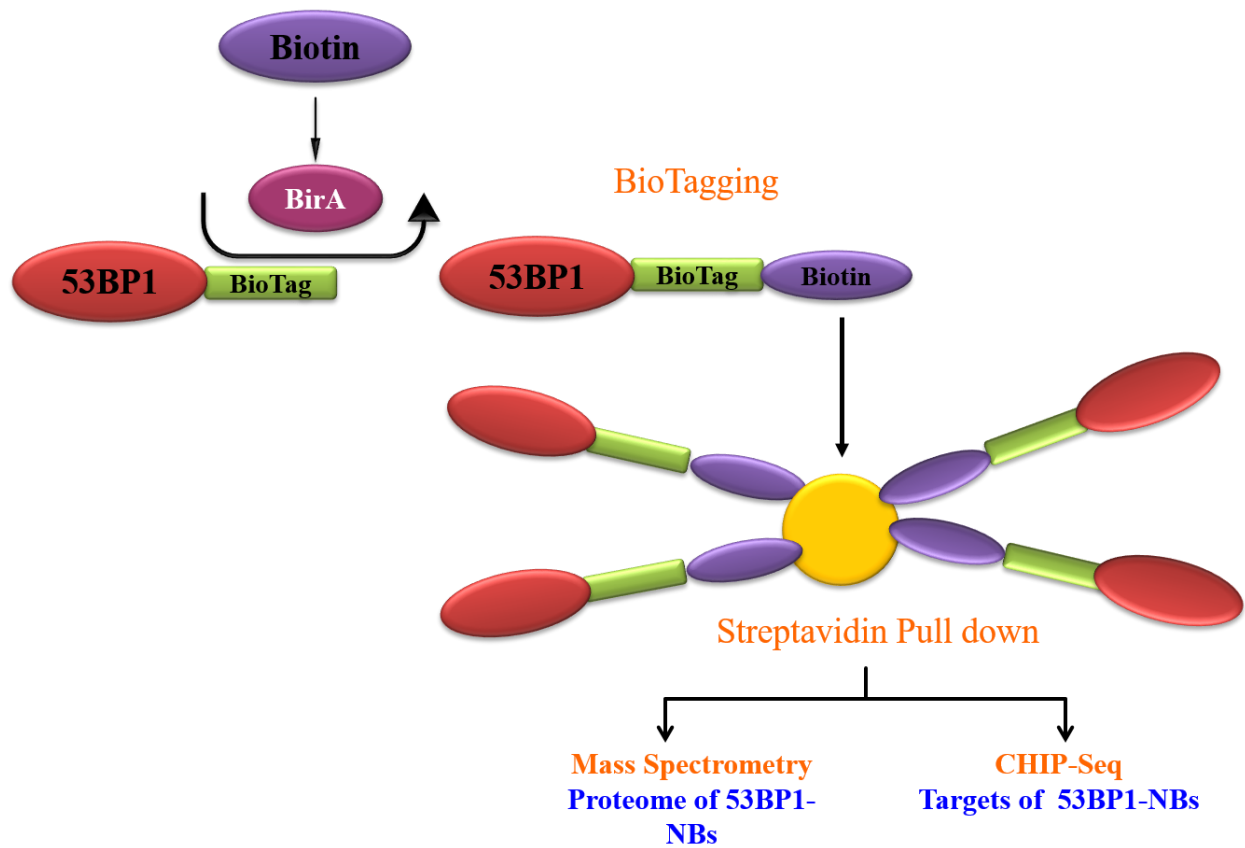 Biotin
BirA
BioTagging
53BP1
BioTag
53BP1
BioTag
Biotin
Streptavidin Pull down
Mass Spectrometry
Proteome of 53BP1-
NBs
CHIP-Seq
Targets of 53BP1-NBs